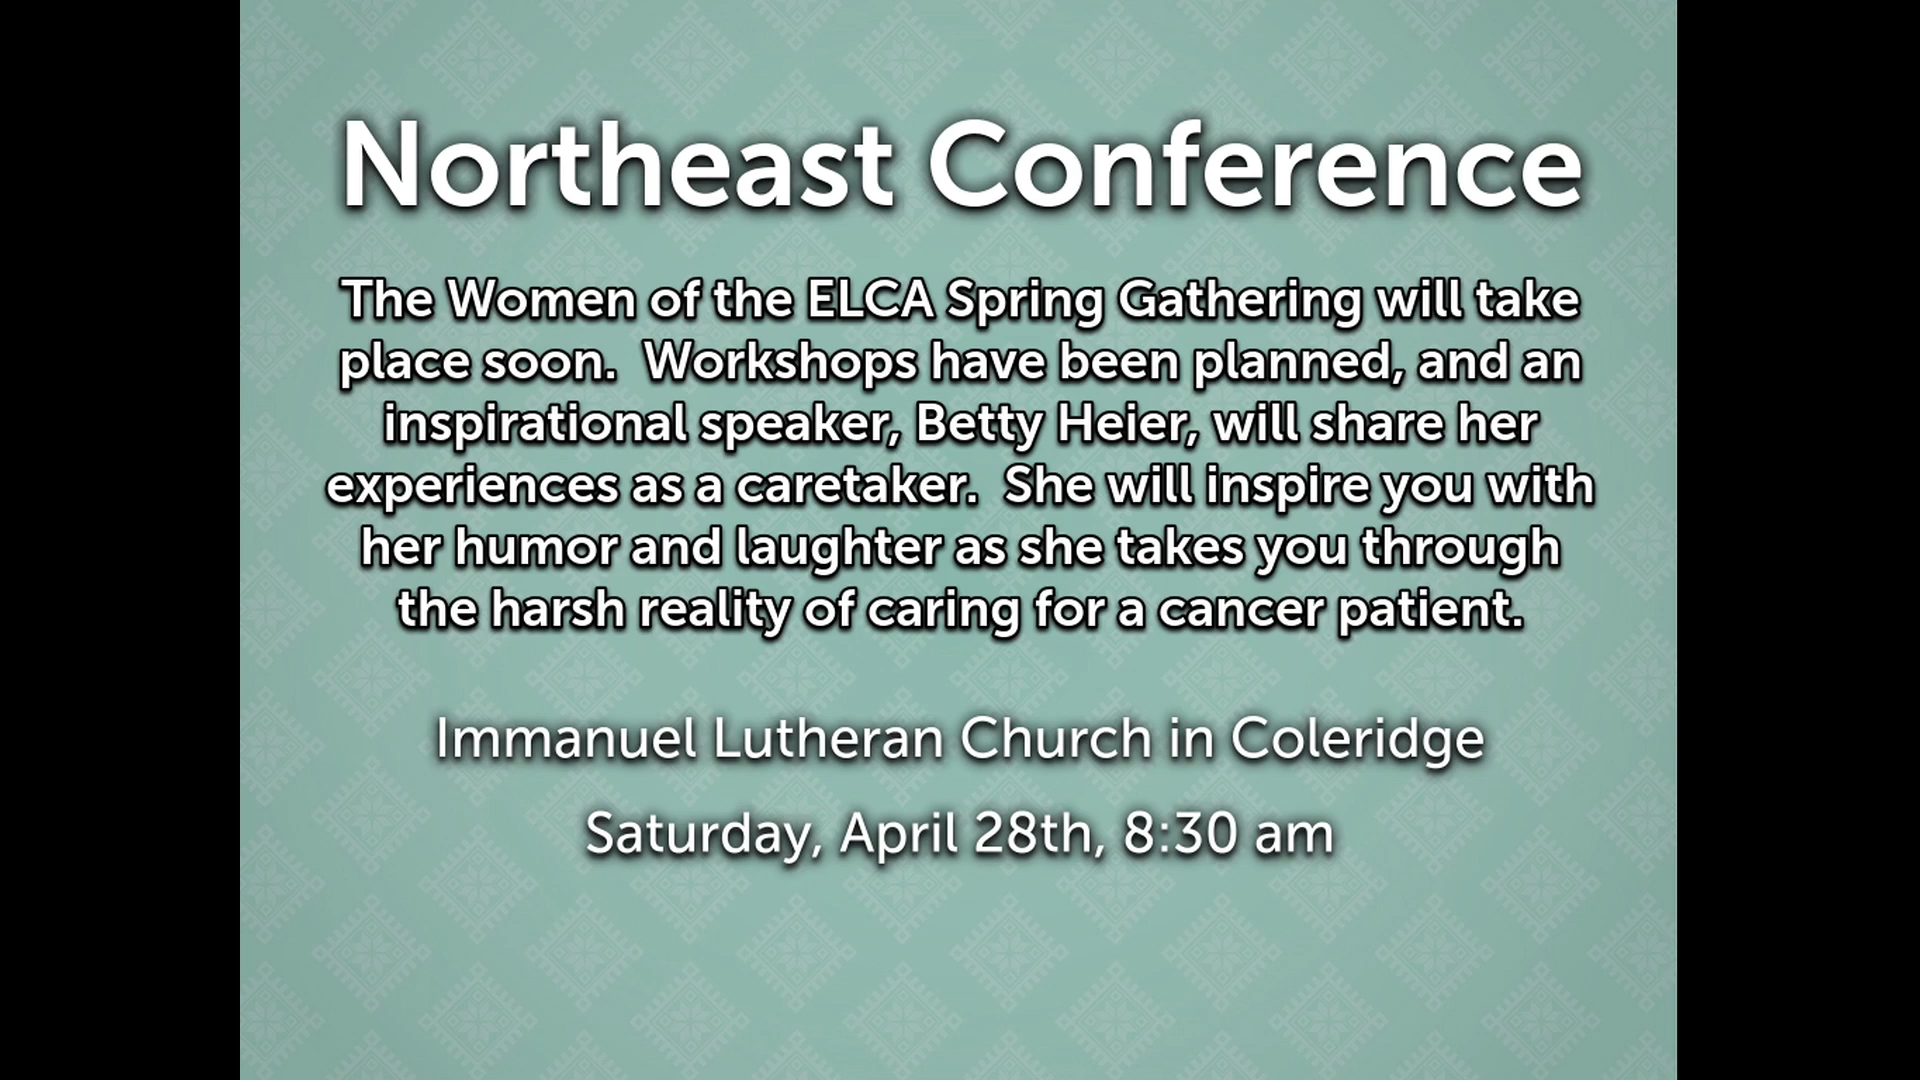 Northeast Conference
The Women of the ELCA Spring Gathering will take
place soon.  Workshops have been planned, and an
inspirational speaker, Betty Heier, will share her
experiences as a caretaker.  She will inspire you with
her humor and laughter as she takes you through
the harsh reality of caring for a cancer patient.
Immanuel Lutheran Church in Coleridge
Saturday, April 28th, 8:30 am